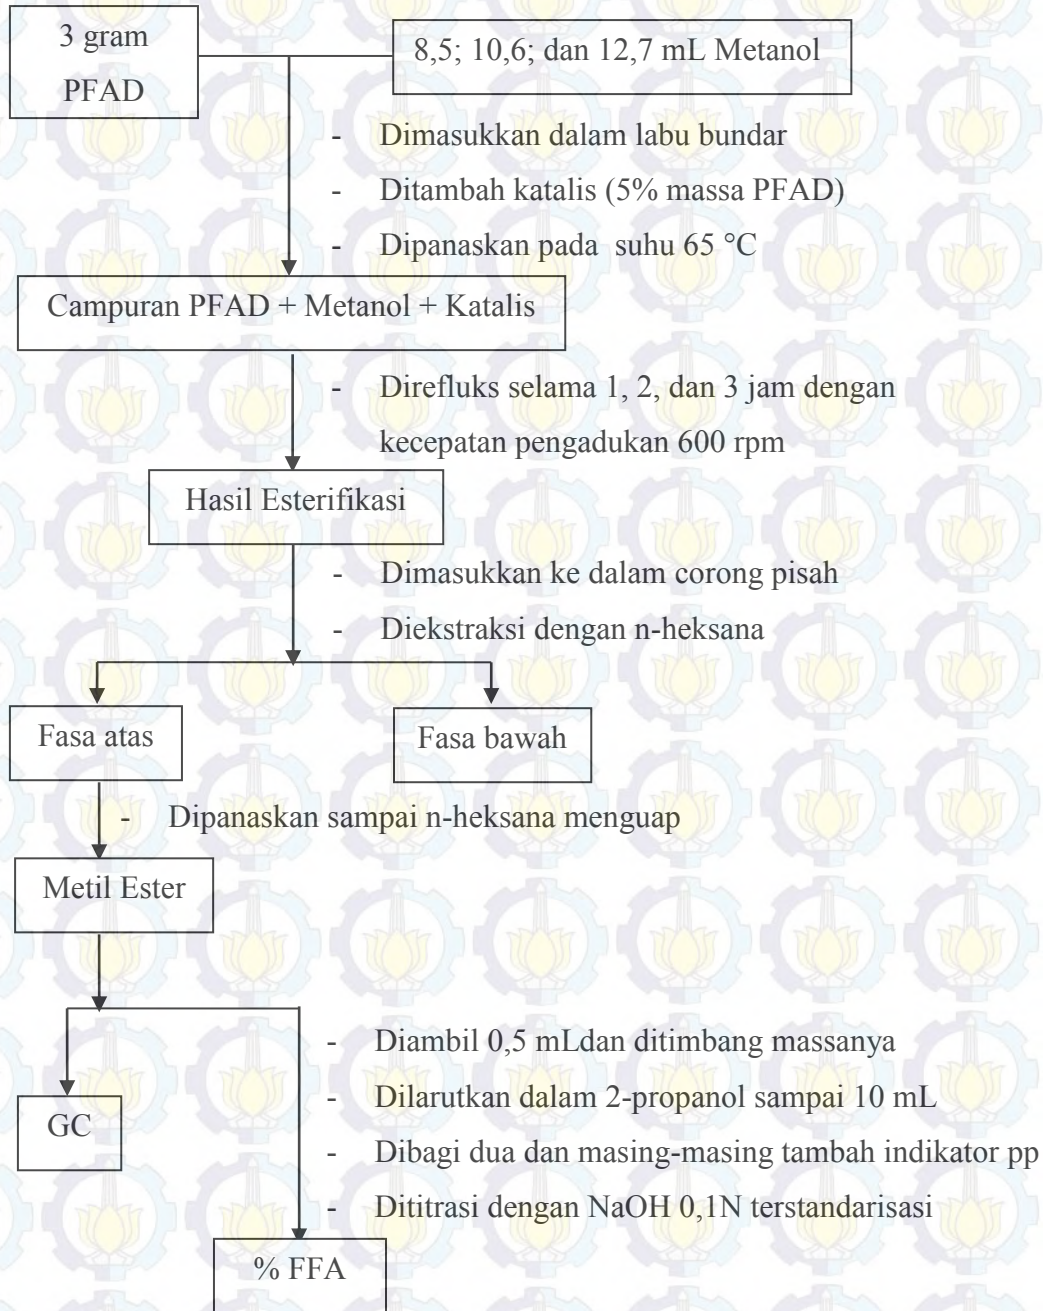 3 gram
PFAD
8,5; 10,6; dan 12,7 mL Metanol
- Dimasukkan dalam labu bundar
- Ditambah katalis (5% massa PFAD)
- Dipanaskan pada suhu 65 °C
Campuran PFAD + Metanol + Katalis
- Direfluks selama 1, 2, dan 3 jam dengan
kecepatan pengadukan 600 rpm
Hasil Esterifikasi
- Dimasukkan ke dalam corong pisah
- Diekstraksi dengan n-heksana
Fasa atas
Fasa bawah
- Dipanaskan sampai n-heksana menguap
Metil Ester
- Diambil 0,5 mLdan ditimbang massanya
- Dilarutkan dalam 2-propanol sampai 10 mL
GC
- Dibagi dua dan masing-masing tambah indikator pp
- Dititrasi dengan NaOH 0,1N terstandarisasi
% FFA